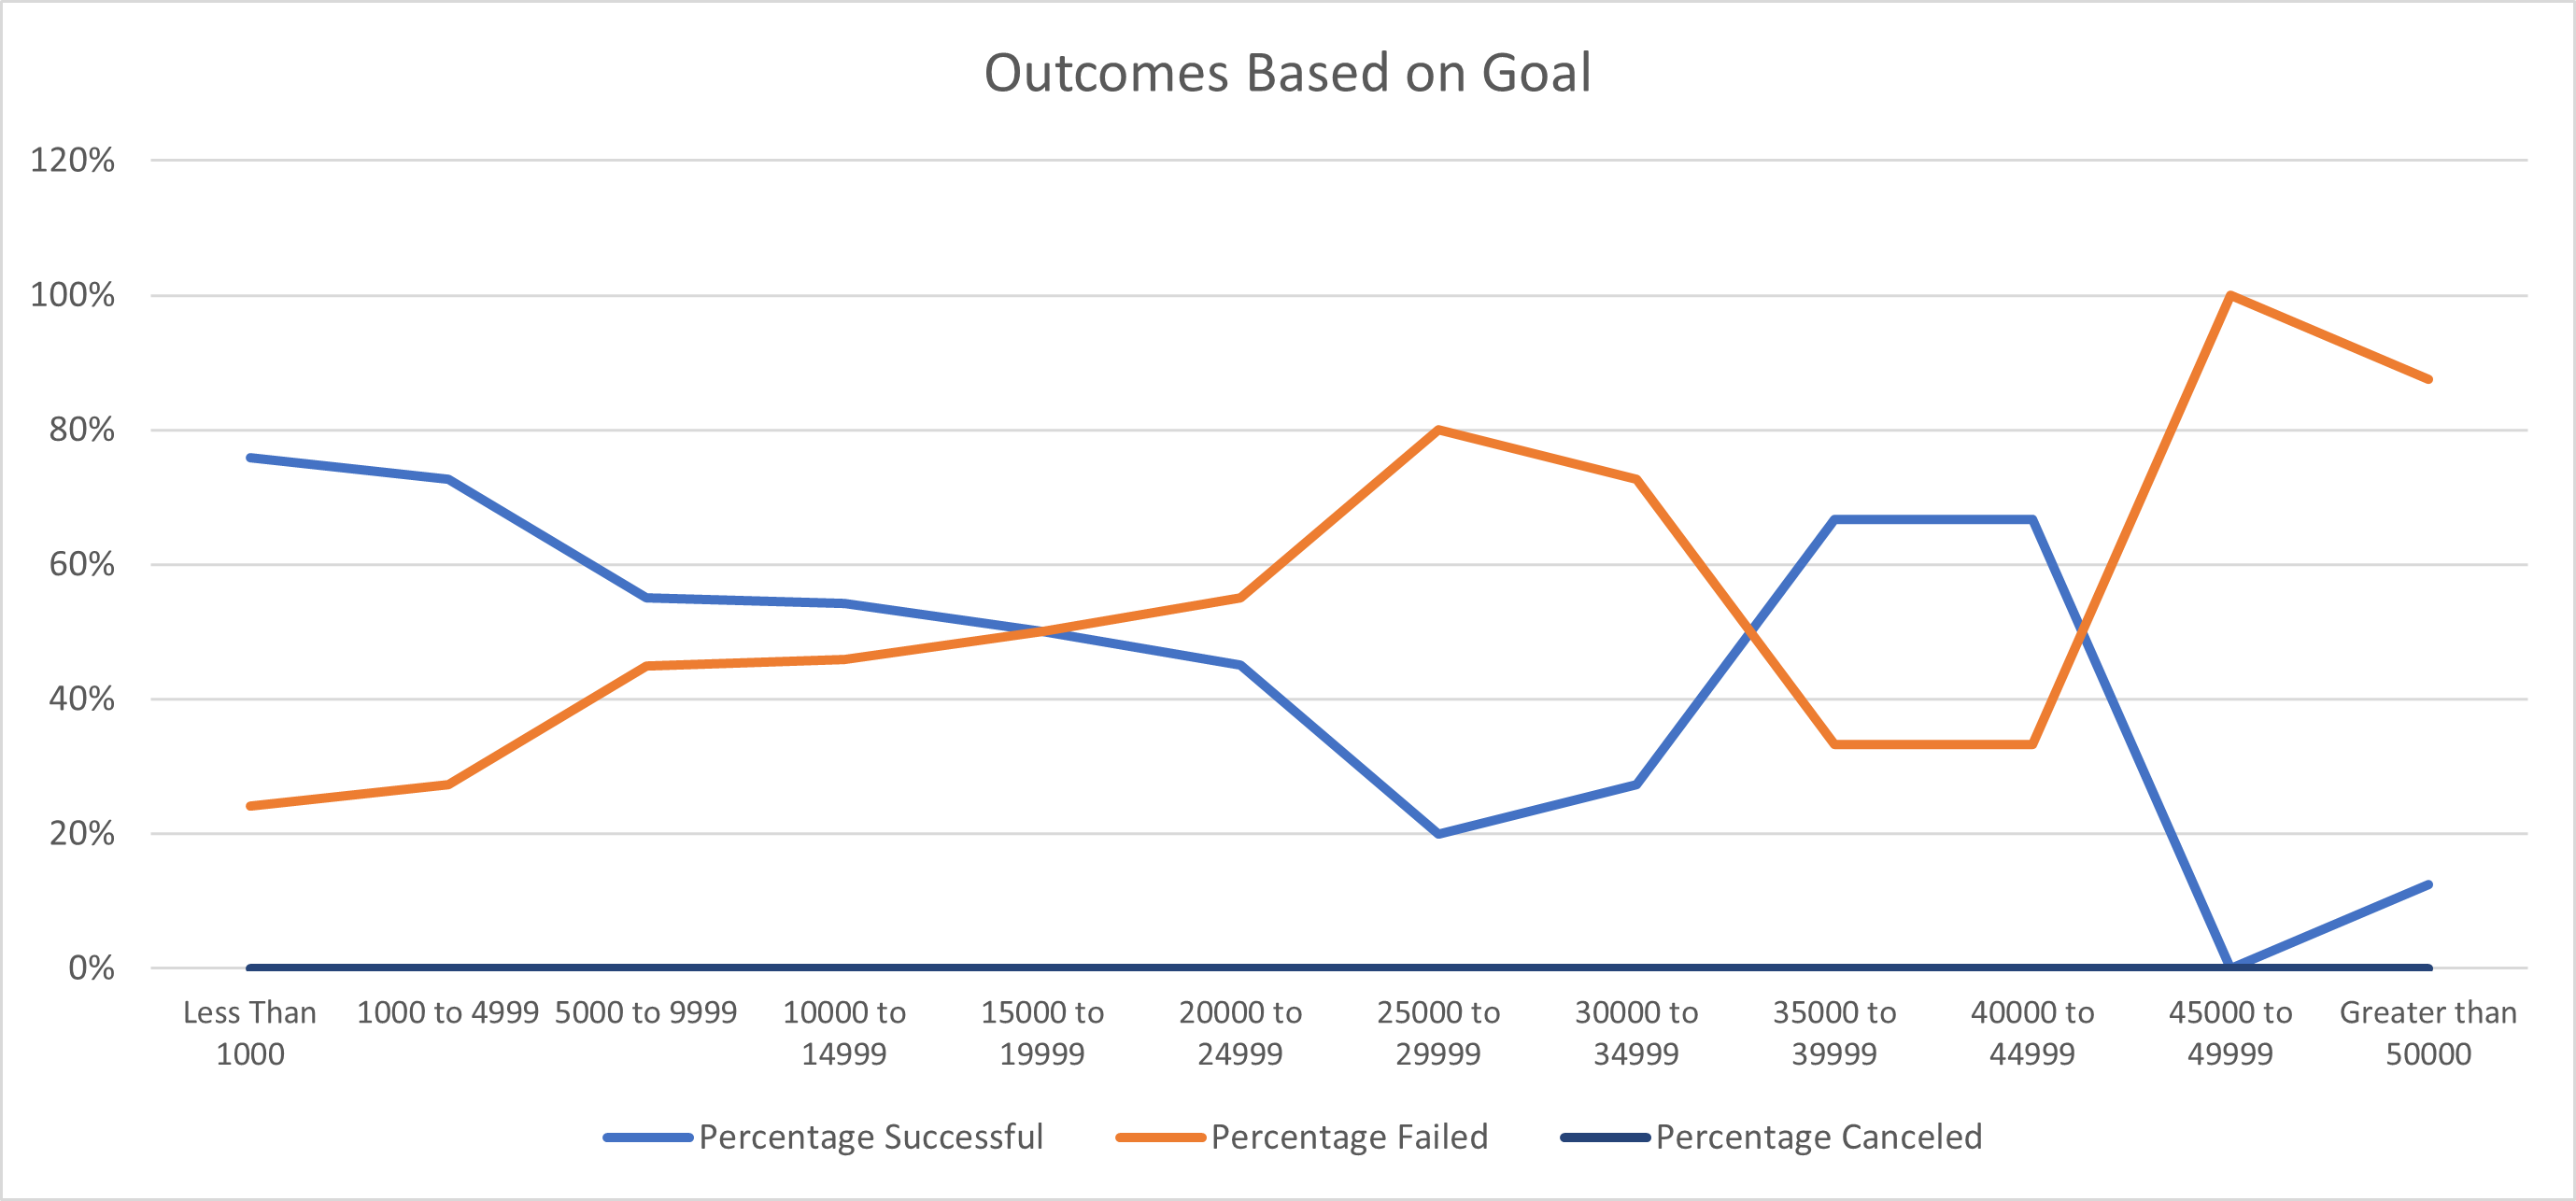 Outcomes Based on Goal
120%
100%
80%
60%
40%
20%
0%
Less Than
1000
1000 to 4999
5000 to 9999
10000 to
14999
15000 to
19999
20000 to
24999
25000 to
29999
30000 to
34999
35000 to
39999
40000 to
44999
45000 to
49999
Greater than
50000
Percentage Successful
Percentage Failed
Percentage Canceled